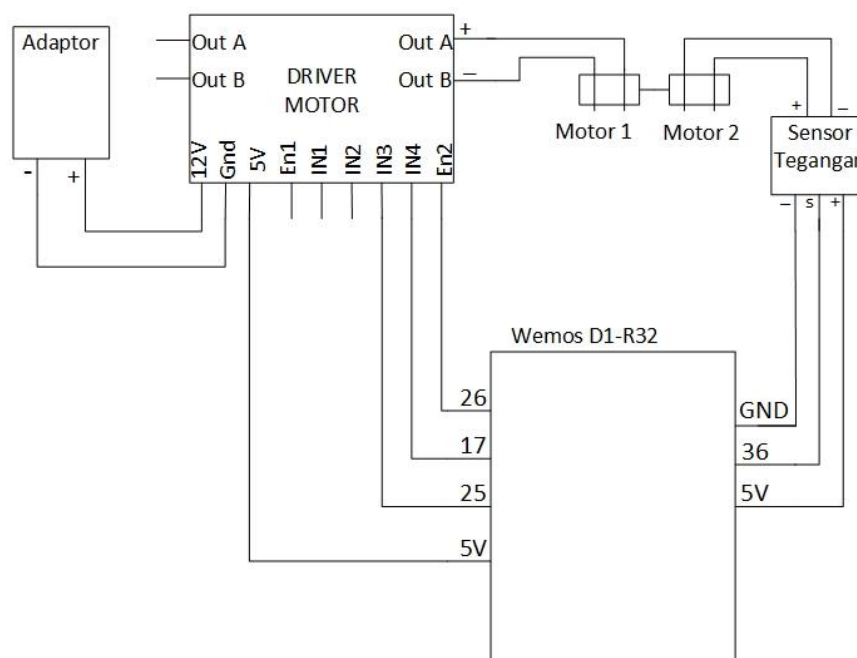 Adaptor
- +
Out A
Out B
DRIVER
MOTOR
Out A +
Out B −
12V Gnd 5V En1 IN1 IN2 IN3 IN4 En2
Motor 1
Motor 2
+ −
Sensor
Tegangan
− s +
Wemos D1-R32
26
17
25
5V
GND
36
5V